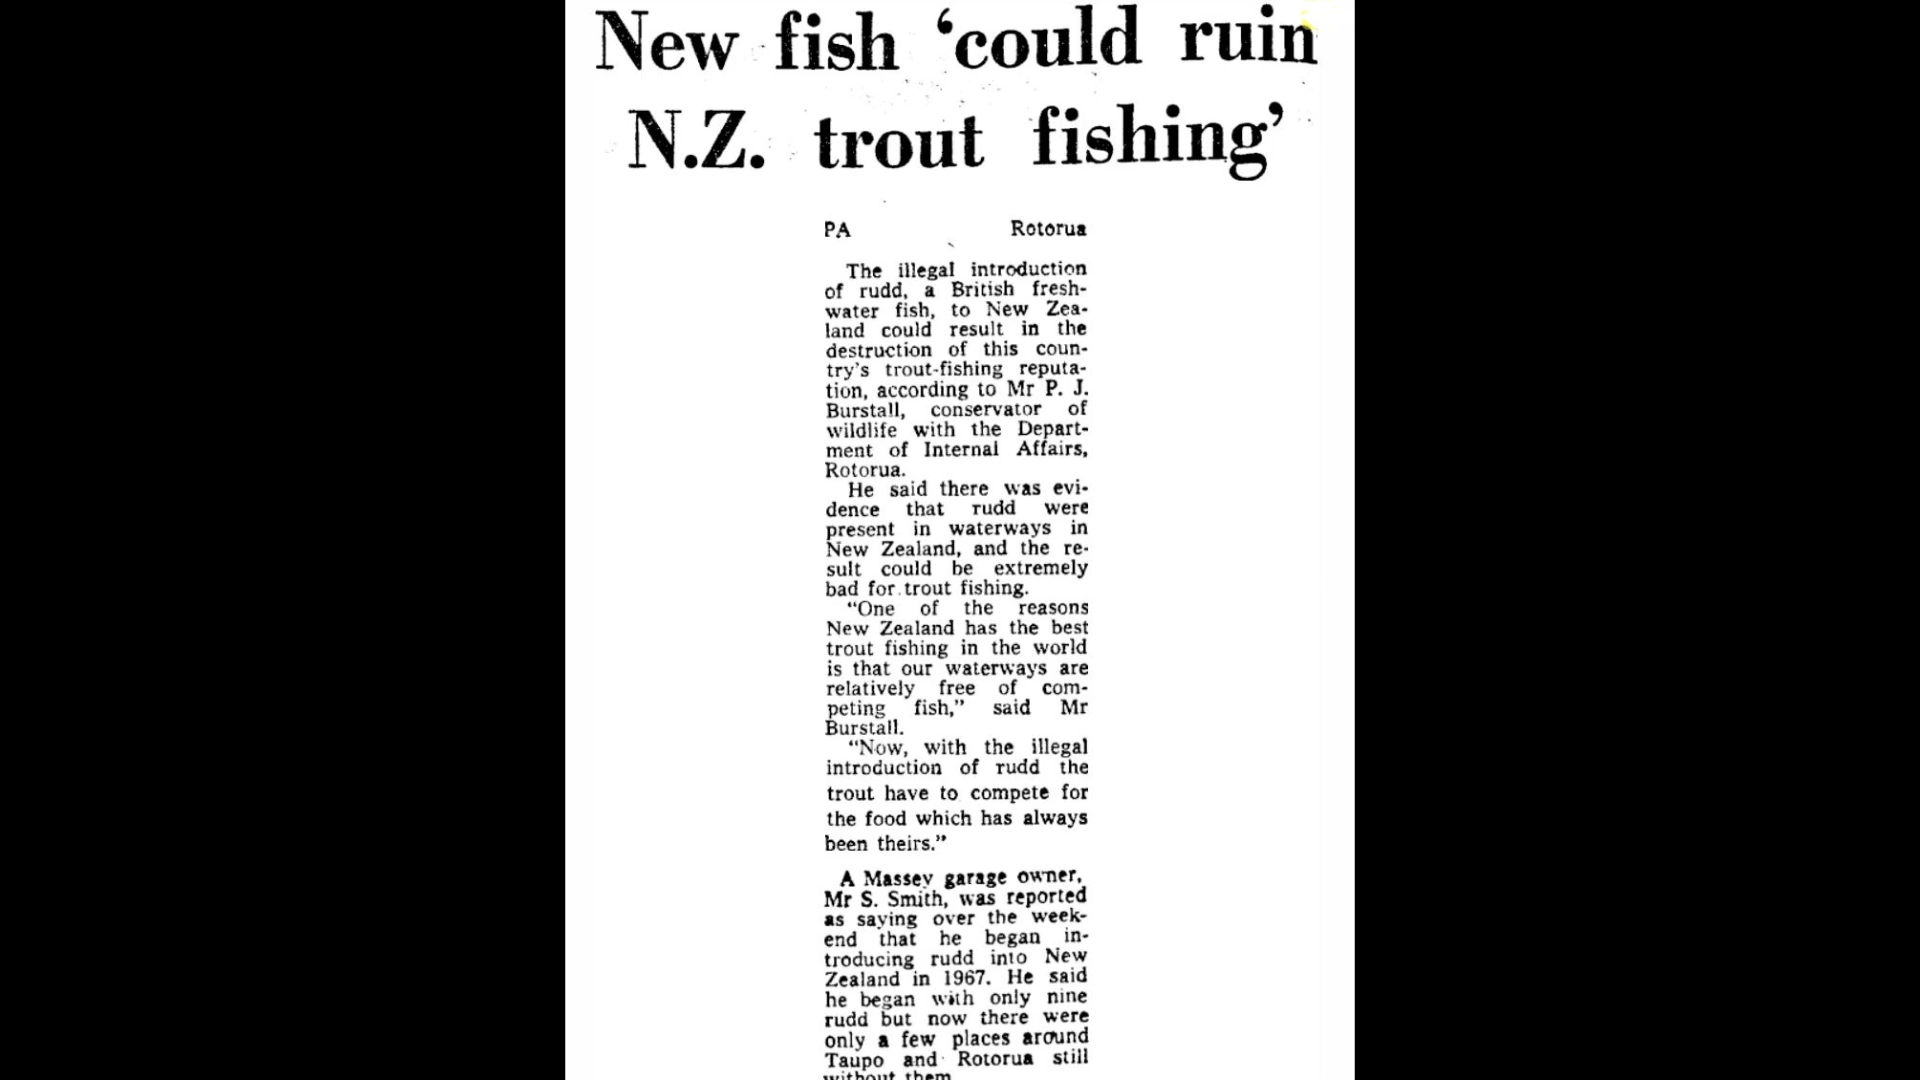 New fish ‘could ruin
N.Z. trout fishing’
PA Rotorua
The illegal introduction
of rudd, a British fresh-
water fish, to New Zea-
land could result in the
destruction of this coun-
try's trout-fishing reputa-
tion, according to Mr P. J.
Burstall, conservator of
wildlife with the Depart-
ment of Internal Affairs,
Rotorua.
He said there was evi-
dence that rudd were
present in waterways in
New Zealand, and the re-
sult could be extremely
bad for trout fishing.
“One of the reasons
New Zealand has the best
trout fishing in the world
is that our waterways are
relatively free of com-
peting fish,” said Mr
Burstall.
“Now, with the illegal
introduction of rudd the
trout have to compete for
the food which has always
been theirs.”
A Massey garage owner,
Mr S. Smith, was reported
as saying over the week-
end that he began in-
troducing rudd into New
Zealand in 1967. He said
he began with only nine
rudd but now there were
only a few places around
Taupo and Rotorua still
without them